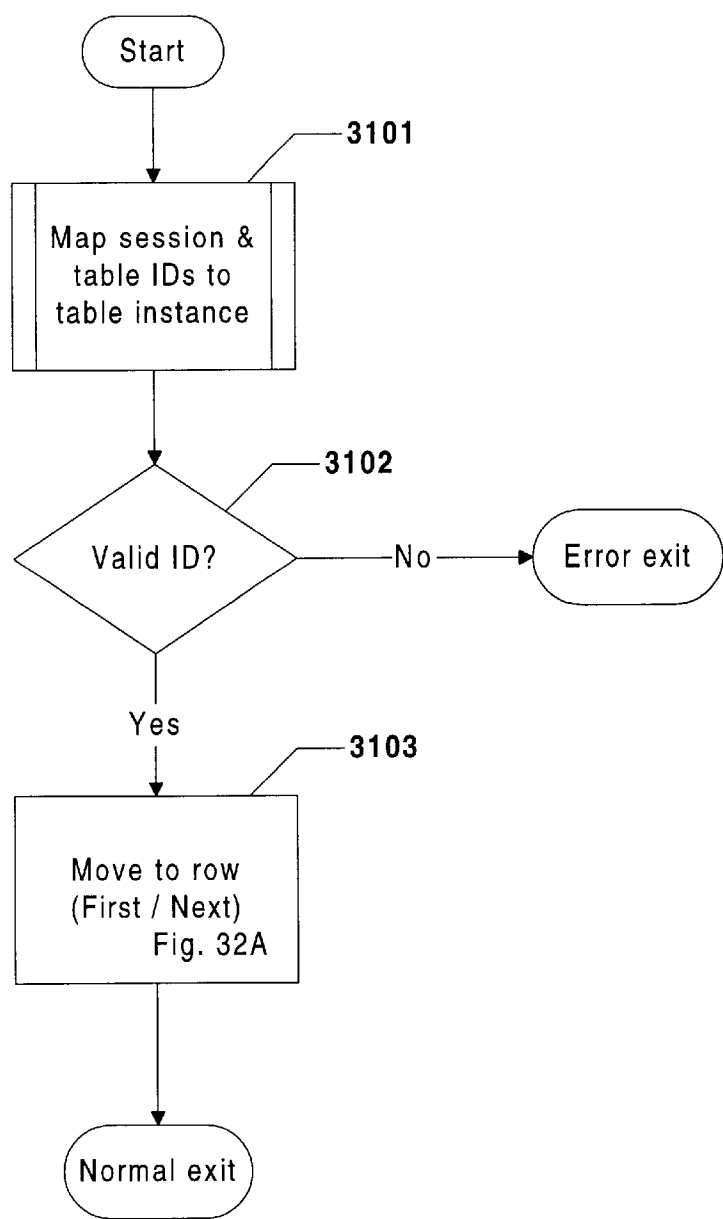 Start
3101
Map session &
table IDs to
table instance
3102
Valid ID?
No
Error exit
Yes
3103
Move to row
(First / Next)
Fig. 32A
Normal exit